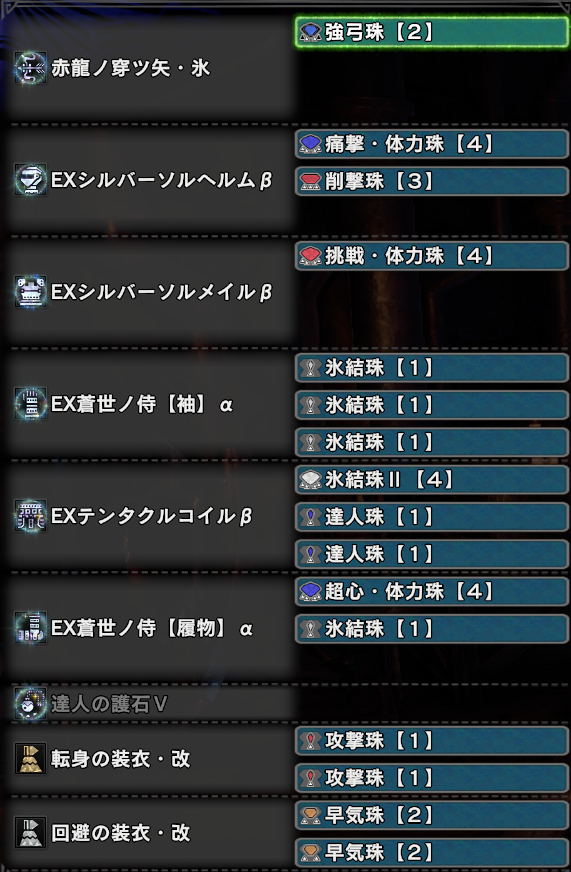 赤龍ノ穿ツ矢・氷
強弓珠【2】
EXシルバーソルヘルムβ
痛撃・体力珠【4】
削撃珠【3】
EXシルバーソルメイルβ
挑戦・体力珠【4】
EX蒼世ノ侍【袖】α
氷結珠【1】
氷結珠【1】
氷結珠【1】
EXテンタクルコイルβ
氷結珠Ⅱ【4】
達人珠【1】
達人珠【1】
EX蒼世ノ侍【履物】α
超心・体力珠【4】
氷結珠【1】
達人の護石Ⅴ
転身の装衣・改
攻撃珠【1】
攻撃珠【1】
回避の装衣・改
早気珠【2】
早気珠【2】